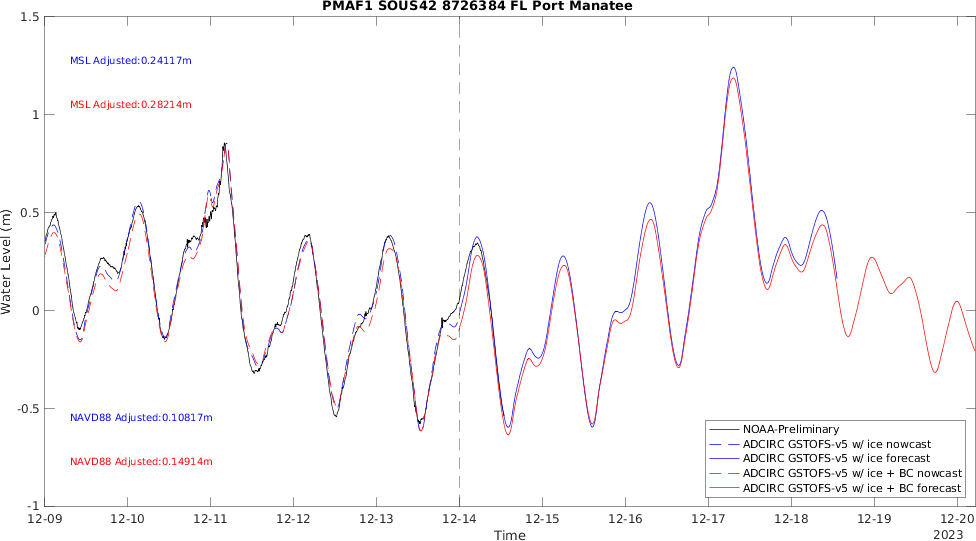 PMAF1 SOUS42 8726384 FL Port Manatee
1.5
1
0.5
0
-0.5
-1
Water Level (m)
MSL Adjusted:0.24117m
MSL Adjusted:0.28214m
NAVD88 Adjusted:0.10817m
NAVD88 Adjusted:0.14914m
NOAA-Preliminary
ADCIRC GSTOFS-v5 w/ ice nowcast
ADCIRC GSTOFS-v5 w/ ice forecast
ADCIRC GSTOFS-v5 w/ ice + BC nowcast
ADCIRC GSTOFS-v5 w/ ice + BC forecast
12-09 12-10 12-11 12-12 12-13 12-14 12-15 12-16 12-17 12-18 12-19 12-20
Time
2023